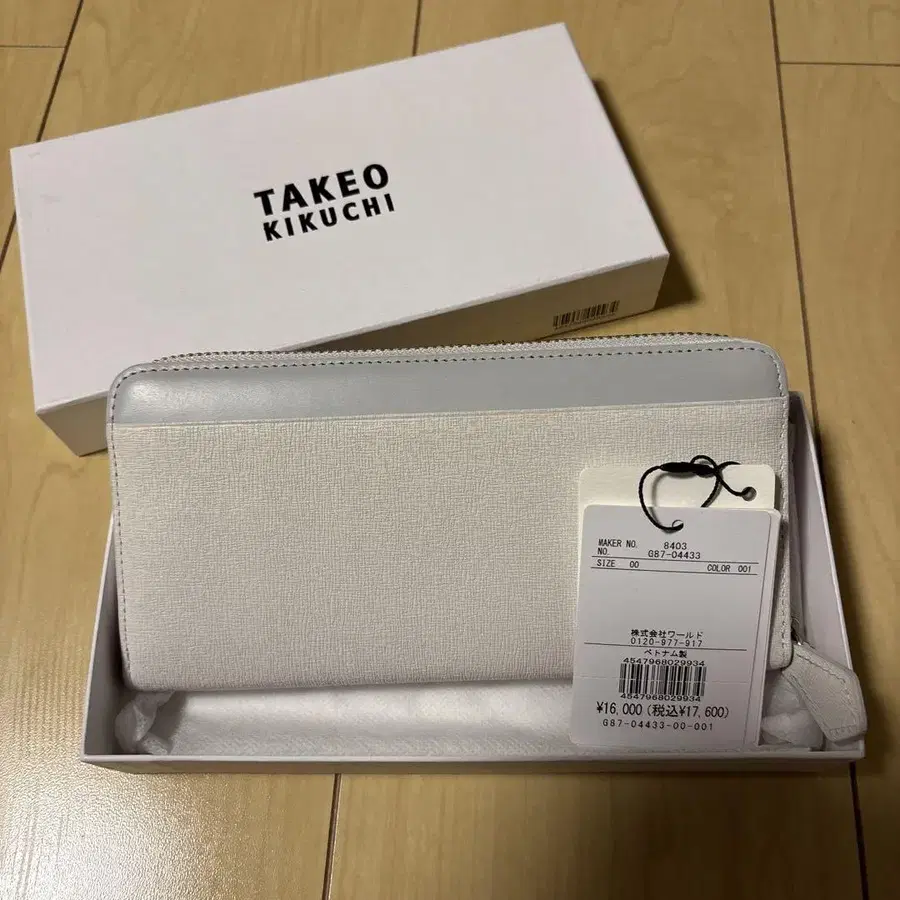 TAKEO
KIKUCHI
MAKER NO. 8403
NO. G87-04433
SIZE 00 COLOR 001
株式会社ワールド
0120-977-917
ベトナム製
4547968029934
4547968029934
¥16,000(税込¥17,600)
G87-04433-00-001